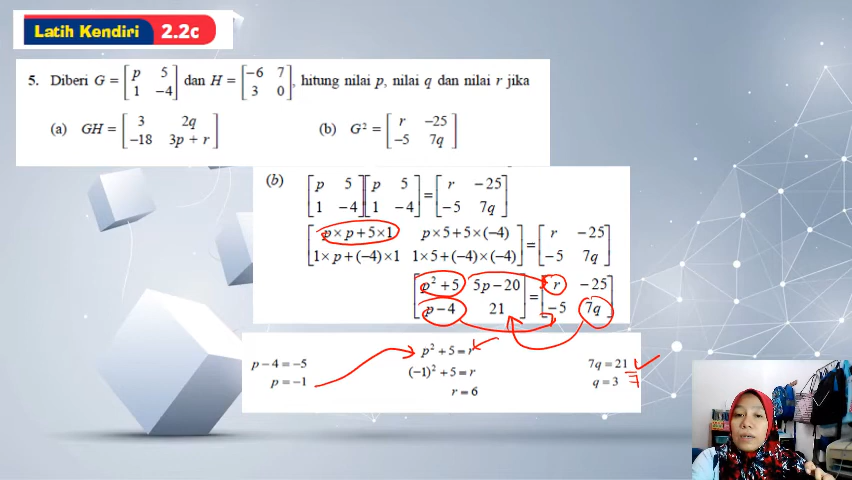 Latih Kendiri 2.2c
5. Diberi G = [p 5; 1 −4] dan H = [−6 7; 3 0], hitung nilai p, nilai q dan nilai r jika
(a) GH = [3 2q; −18 3p + r] (b) G² = [r −25; −5 7q]
(b) [p 5; 1 −4][p 5; 1 −4] = [r −25; −5 7q]
[p × p + 5 × 1 p × 5 + 5 × (−4); 1 × p + (−4) × 1 1 × 5 + (−4) × (−4)] = [r −25; −5 7q]
[p² + 5 5p − 20; p − 4 21] = [r −25; −5 7q]
p − 4 = −5
p = −1
p² + 5 = r
(−1)² + 5 = r
r = 6
7q = 21
7
q = 3